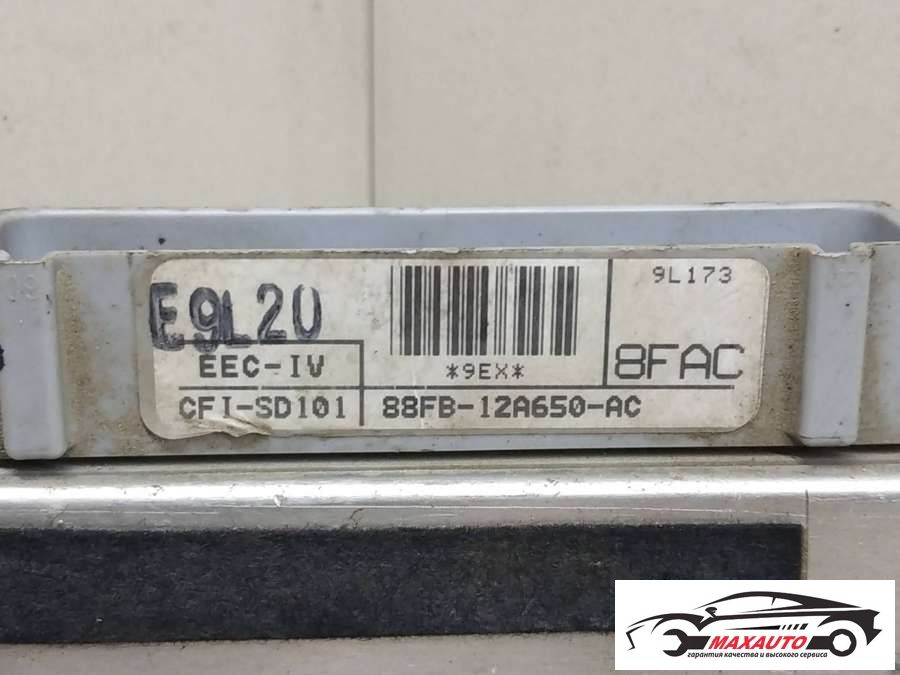 E9L20
EEC-IV
CFI-SD101
*9EX*
88FB-12A650-AC
9L173
8FAC
MAXAUTO
гарантия качества и высокого сервиса